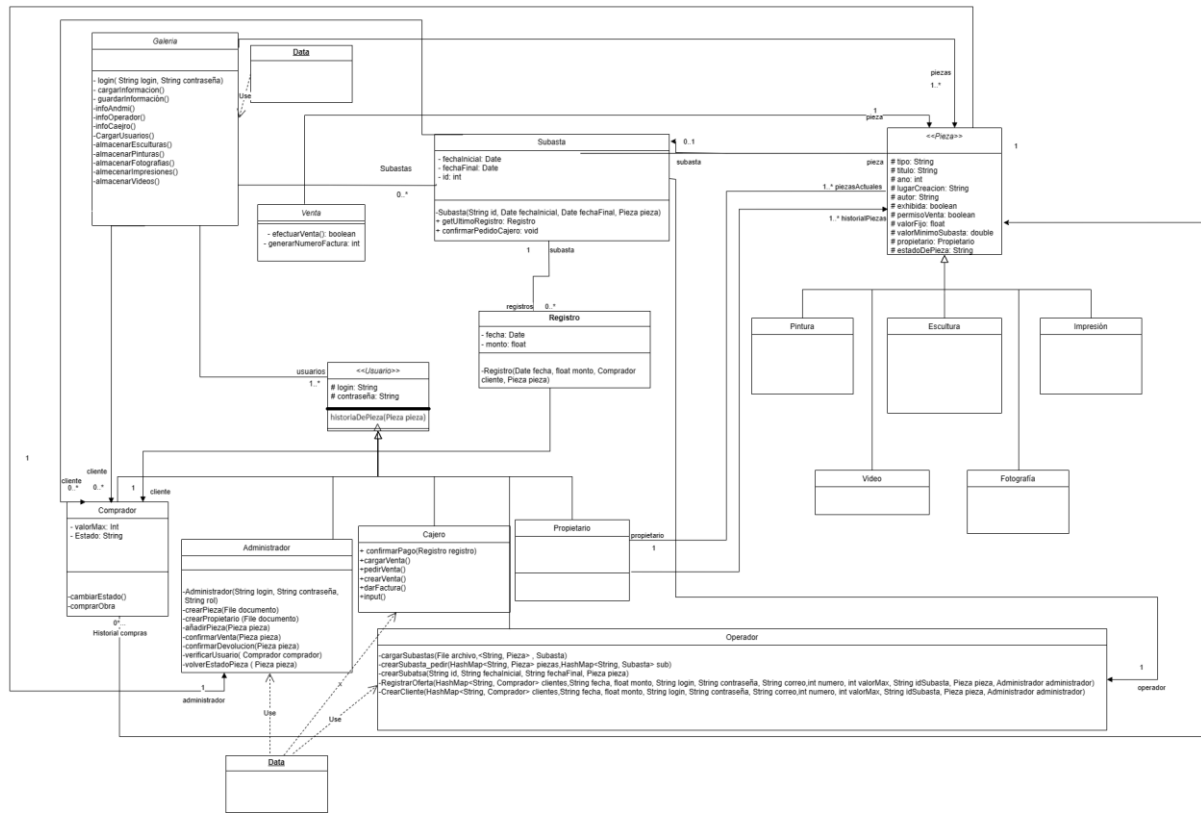 Galeria
- login( String login, String contraseña)
- cargarInformacion()
- guardarInformación()
-infoAndmi()
-infoOperador()
-infoCaejro()
-CargarUsuarios()
-almacenarEsculturas()
-almacenarPinturas()
-almacenarFotografias()
-almecenarImpresiones()
-almacenarVideos()
Data
Use
piezas
1..*
1
pieza
Venta
- efectuarVenta(): boolean
- generarNumeroFactura: int
Subastas
0..*
Subasta
- fechaInicial: Date
- fechaFinal: Date
- id: int
-Subasta(String id, Date fechaInicial, Date fechaFinal, Pieza pieza)
+ getUltimoRegistro: Registro
+ confirmarPedidoCajero: void
0..1
subasta
pieza
1
1..* piezasActuales
1..* historialPiezas
<<Pieza>>
# tipo: String
# titulo: String
# ano: int
# lugarCreacion: String
# autor: String
# exhibida: boolean
# permisoVenta: boolean
# valorFijo: float
# valorMinimoSubasta: double
# propietario: Propietario
# estadoDePieza: String
1
subasta
registros
0..*
Registro
- fecha: Date
- monto: float
-Registro(Date fecha, float monto, Comprador
cliente, Pieza pieza)
Pintura
Escultura
Impresión
Video
Fotografía
usuarios
1..*
<<Usuario>>
# login: String
# contraseña: String
historiaDePieza(Pieza pieza)
1
cliente
0..*
cliente
0..*
1
cliente
Comprador
- valorMax: Int
- Estado: String
-cambiarEstado()
-comprarObra
0*...
Historial compras
Administrador
-Administrador(String login, String contraseña,
String rol)
-crearPieza(File documento)
-crearPropietario (File documento)
-añadirPieza(Pieza pieza)
-confirmarVenta(Pieza pieza)
-confirmarDevolucion(Pieza pieza)
-verificarUsuario( Comprador comprador)
-volverEstadoPieza ( Pieza pieza)
1
administrador
Cajero
+ confirmarPago(Registro registro)
+cargarVenta()
+pedirVenta()
+crearVenta()
+darFactura()
+input()
Propietario
propietario
1
Operador
-cargarSubastas(File archivo,<String, Pieza> , Subasta)
-crearSubasta_pedir(HashMap<String, Pieza> piezas,HashMap<String, Subasta> sub)
-crearSubatsa(String id, String fechaInicial, String fechaFinal, Pieza pieza)
-RegistrarOferta(HashMap<String, Comprador> clientes,String fecha, float monto, String login, String contraseña, String correo,int numero, int valorMax, String idSubasta, Pieza pieza, Administrador administrador)
-CrearCliente(HashMap<String, Comprador> clientes,String fecha, float monto, String login, String contraseña, String correo,int numero, int valorMax, String idSubasta, Pieza pieza, Administrador administrador)
1
operador
Use
Use
Data